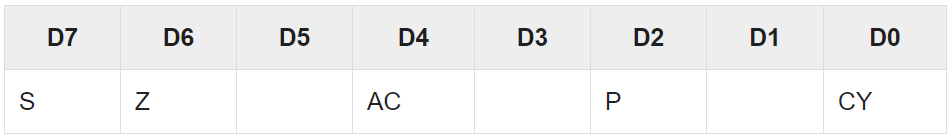 D7 D6 D5 D4 D3 D2 D1 D0
S Z AC P CY